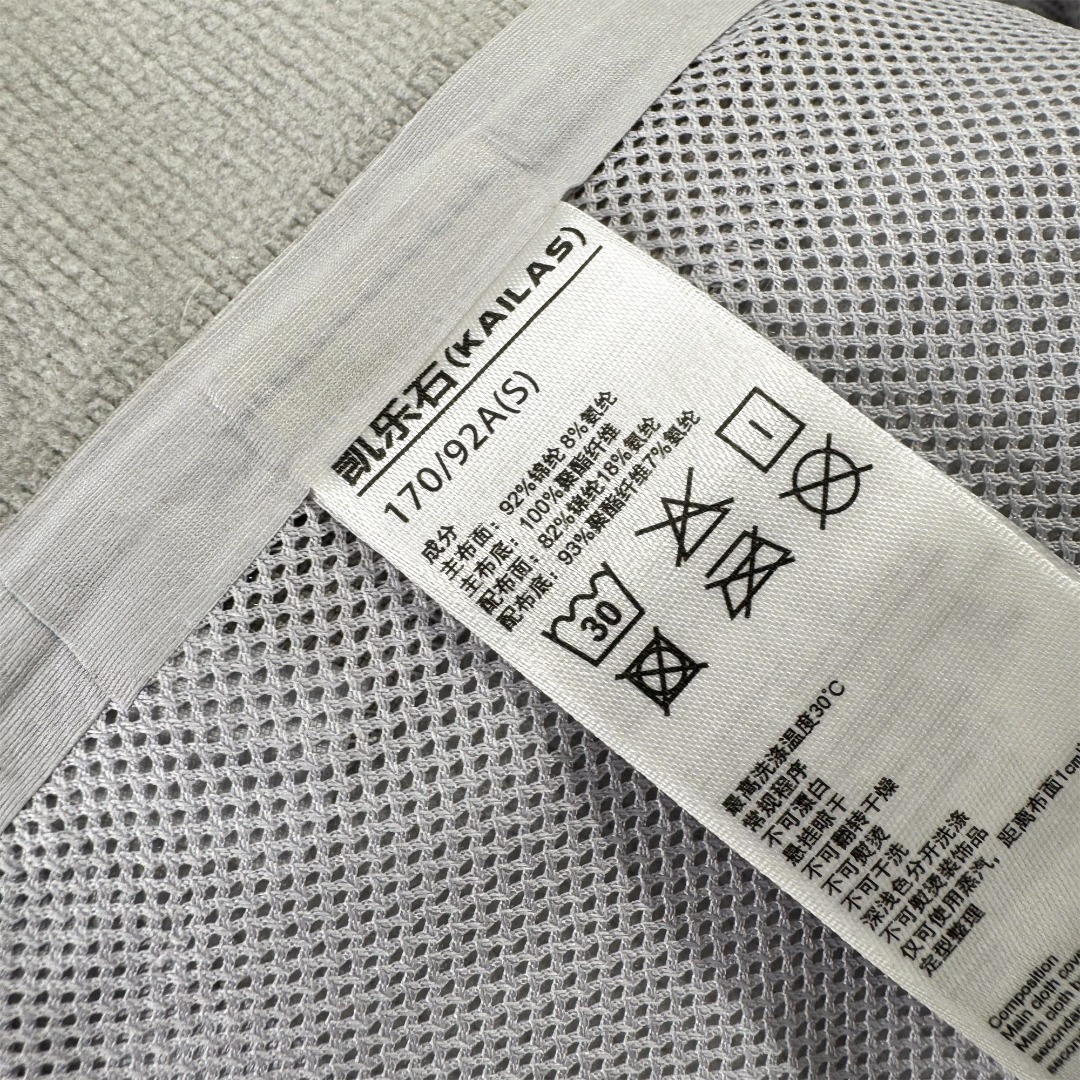 凯乐石(KAILAS)
170/92A(S)
成分
主布面：92%锦纶 8%氨纶
主布底：100%聚酯纤维
配布面：82%锦纶18%氨纶
配布底：93%聚酯纤维7%氨纶
30
最高洗涤温度30℃
常规程序
不可漂白
悬挂晾干
不可翻转干燥
不可熨烫
不可干洗
深浅色分开洗涤
不可熨烫装饰品
仅可使用蒸汽，距离布面1cm
定型整理
Composition
Main cloth
Main cloth
second